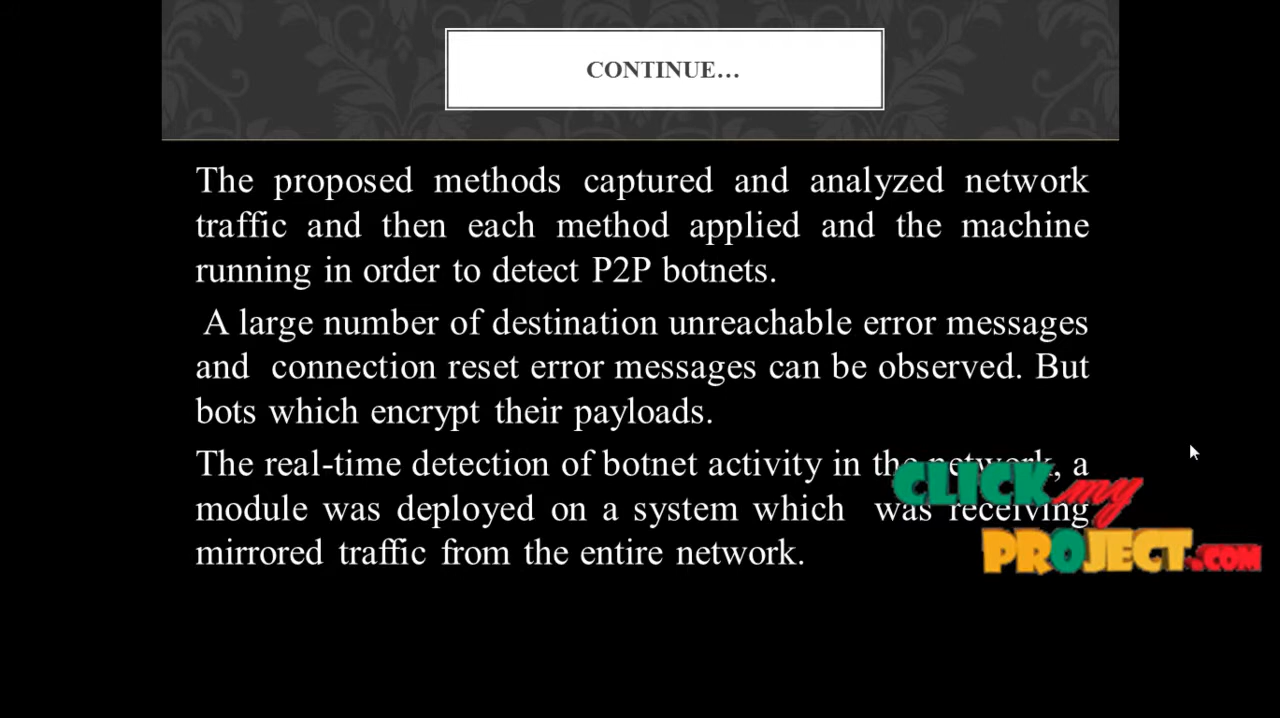 CONTINUE…
The proposed methods captured and analyzed network
traffic and then each method applied and the machine
running in order to detect P2P botnets.
A large number of destination unreachable error messages
and connection reset error messages can be observed. But
bots which encrypt their payloads.
The real-time detection of botnet activity in the network, a
module was deployed on a system which was receiving
mirrored traffic from the entire network.
CLICK my
PROJECT.COM